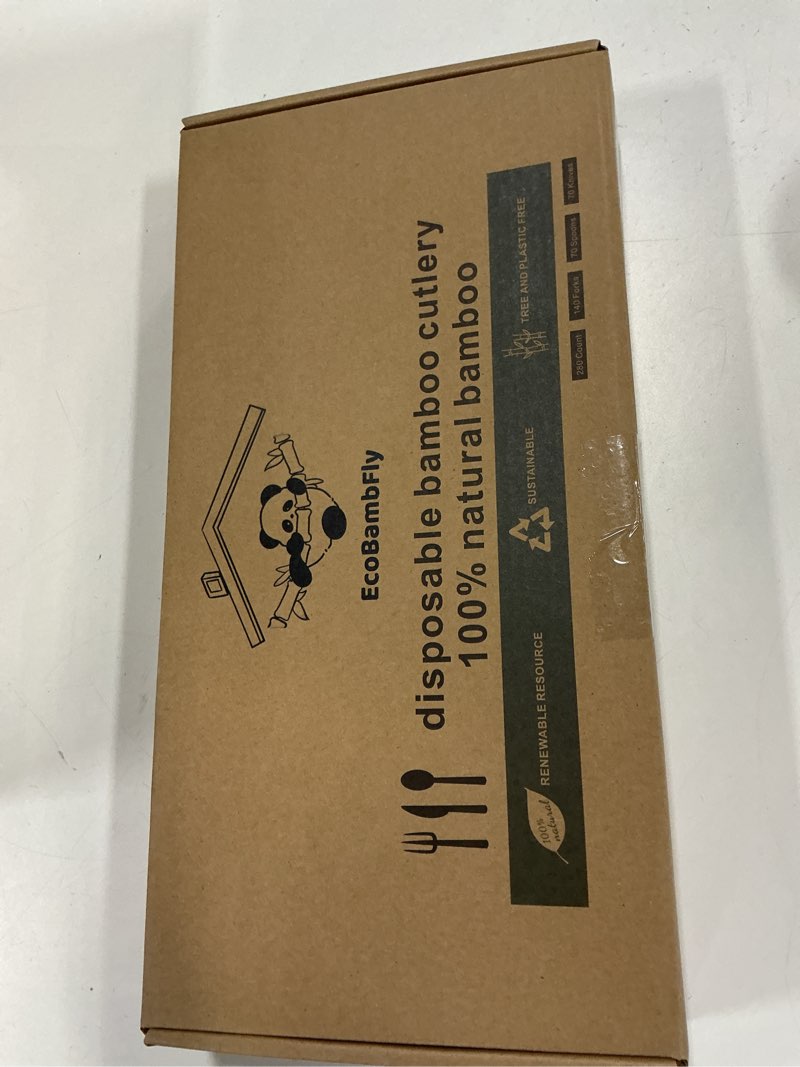 EcoBambFly
disposable bamboo cutlery
100% natural bamboo
100%
natural
RENEWABLE RESOURCE
SUSTAINABLE
TREE AND PLASTIC FREE
280 Count
140 Forks
70 Spoons
70 Knives